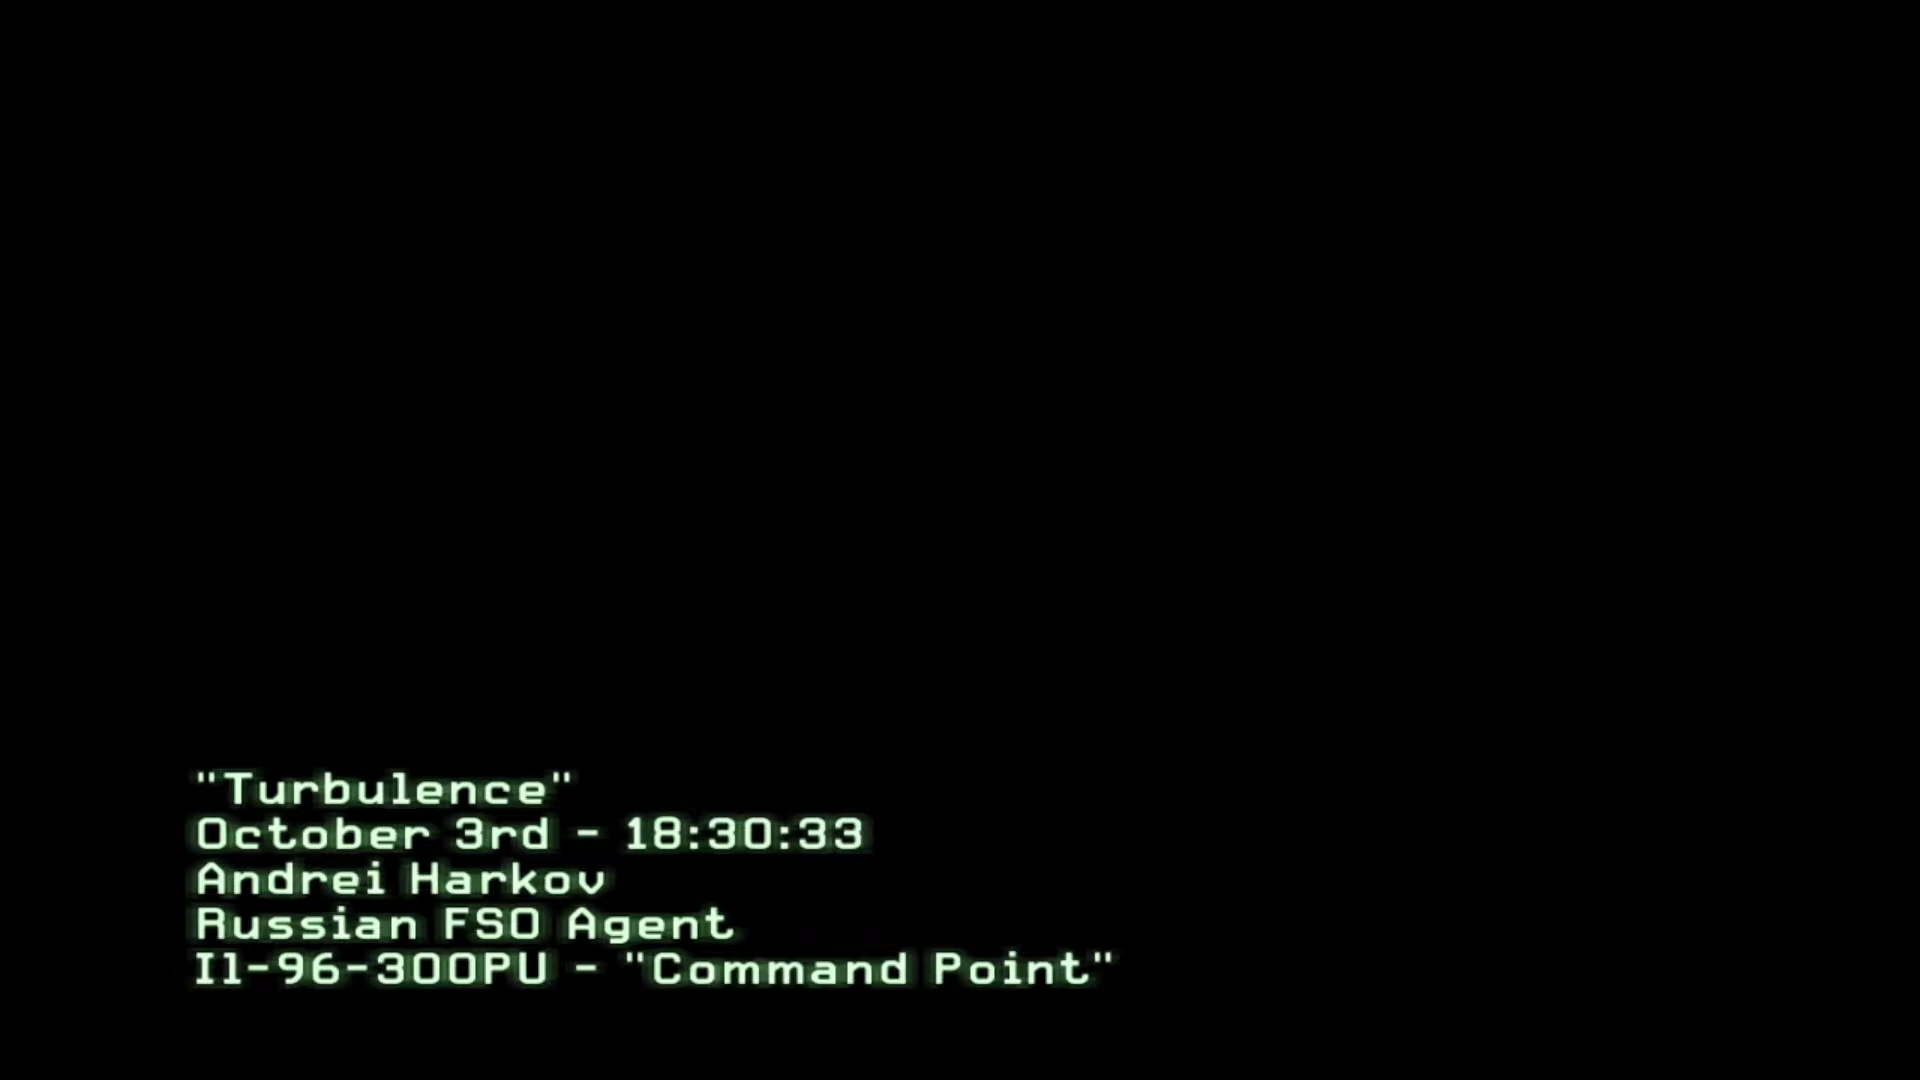 "Turbulence"
October 3rd - 18:30:33
Andrei Harkov
Russian FSO Agent
Il-96-300PU - "Command Point"